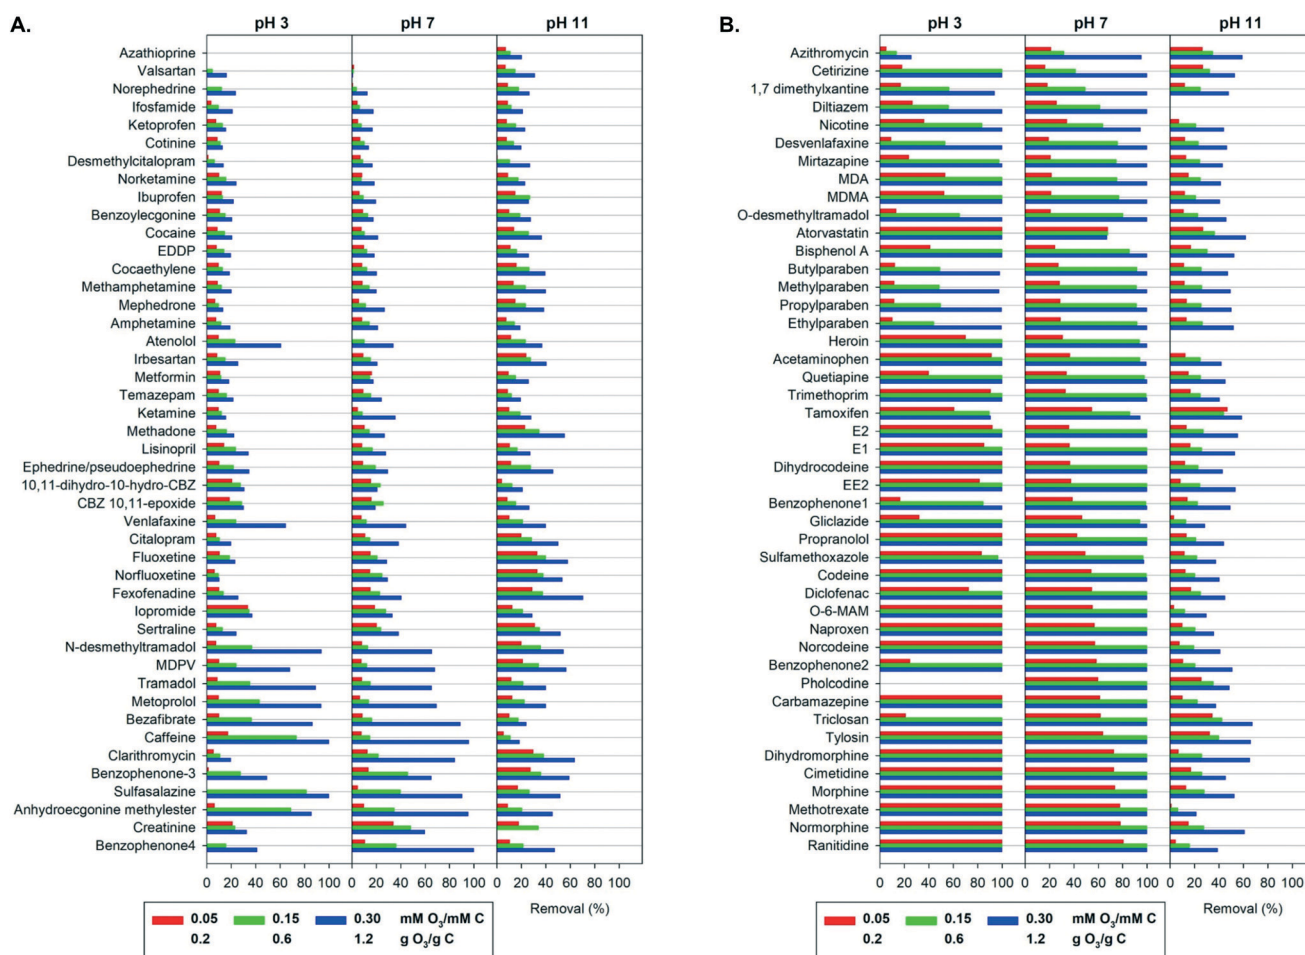 A.
pH 3 pH 7 pH 11
Azathioprine
Valsartan
Norephedrine
Ifosfamide
Ketoprofen
Cotinine
Desmethylcitalopram
Norketamine
Ibuprofen
Benzoylecgonine
Cocaine
EDDP
Cocaethylene
Methamphetamine
Mephedrone
Amphetamine
Atenolol
Irbesartan
Metformin
Temazepam
Ketamine
Methadone
Lisinopril
Ephedrine/pseudoephedrine
10,11-dihydro-10-hydro-CBZ
CBZ 10,11-epoxide
Venlafaxine
Citalopram
Fluoxetine
Norfluoxetine
Fexofenadine
Iopromide
Sertraline
N-desmethyltramadol
MDPV
Tramadol
Metoprolol
Bezafibrate
Caffeine
Clarithromycin
Benzophenone-3
Sulfasalazine
Anhydroecgonine methylester
Creatinine
Benzophenone4
0 20 40 60 80 100 0 20 40 60 80 100 0 20 40 60 80 100
Removal (%)
0.05 0.15 0.30 mM O3/mM C
0.2 0.6 1.2 g O3/g C
B.
pH 3 pH 7 pH 11
Azithromycin
Cetirizine
1,7 dimethylxantine
Diltiazem
Nicotine
Desvenlafaxine
Mirtazapine
MDA
MDMA
O-desmethyltramadol
Atorvastatin
Bisphenol A
Butylparaben
Methylparaben
Propylparaben
Ethylparaben
Heroin
Acetaminophen
Quetiapine
Trimethoprim
Tamoxifen
E2
E1
Dihydrocodeine
EE2
Benzophenone1
Gliclazide
Propranolol
Sulfamethoxazole
Codeine
Diclofenac
O-6-MAM
Naproxen
Norcodeine
Benzophenone2
Pholcodine
Carbamazepine
Triclosan
Tylosin
Dihydromorphine
Cimetidine
Morphine
Methotrexate
Normorphine
Ranitidine
0 20 40 60 80 100 0 20 40 60 80 100 0 20 40 60 80 100
Removal (%)
0.05 0.15 0.30 mM O3/mM C
0.2 0.6 1.2 g O3/g C